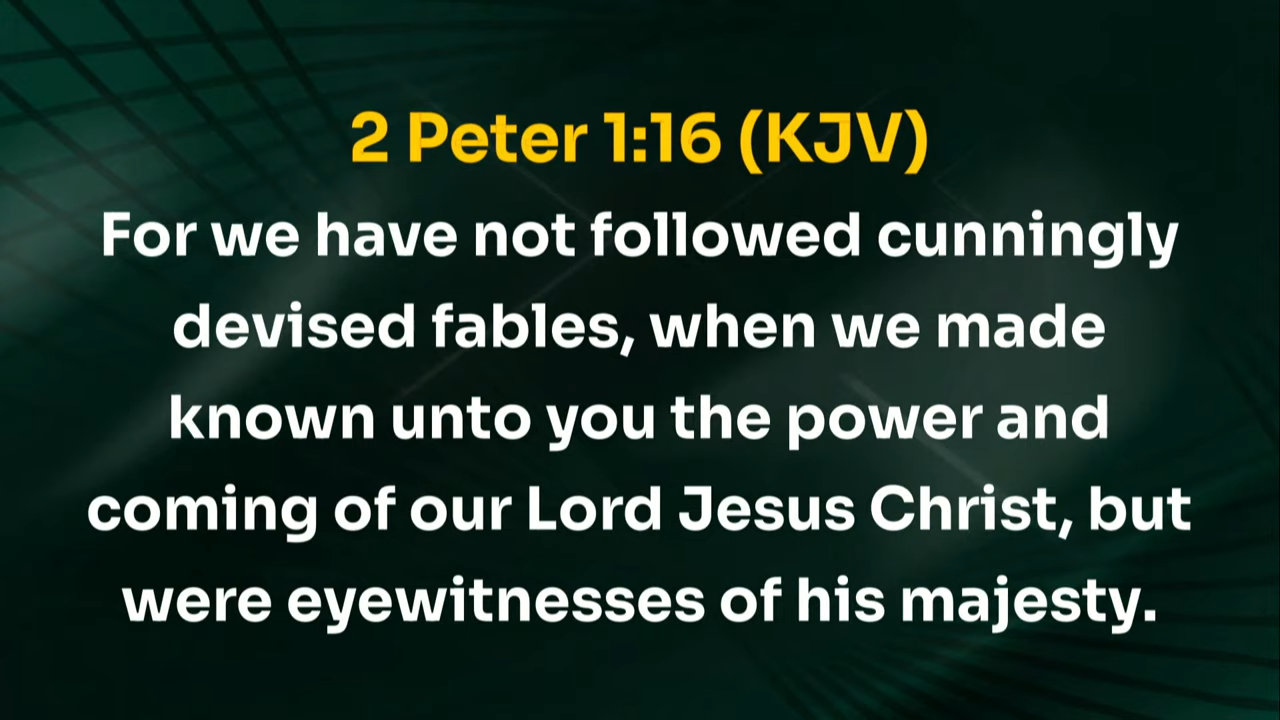 2 Peter 1:16 (KJV)
For we have not followed cunningly
devised fables, when we made
known unto you the power and
coming of our Lord Jesus Christ, but
were eyewitnesses of his majesty.